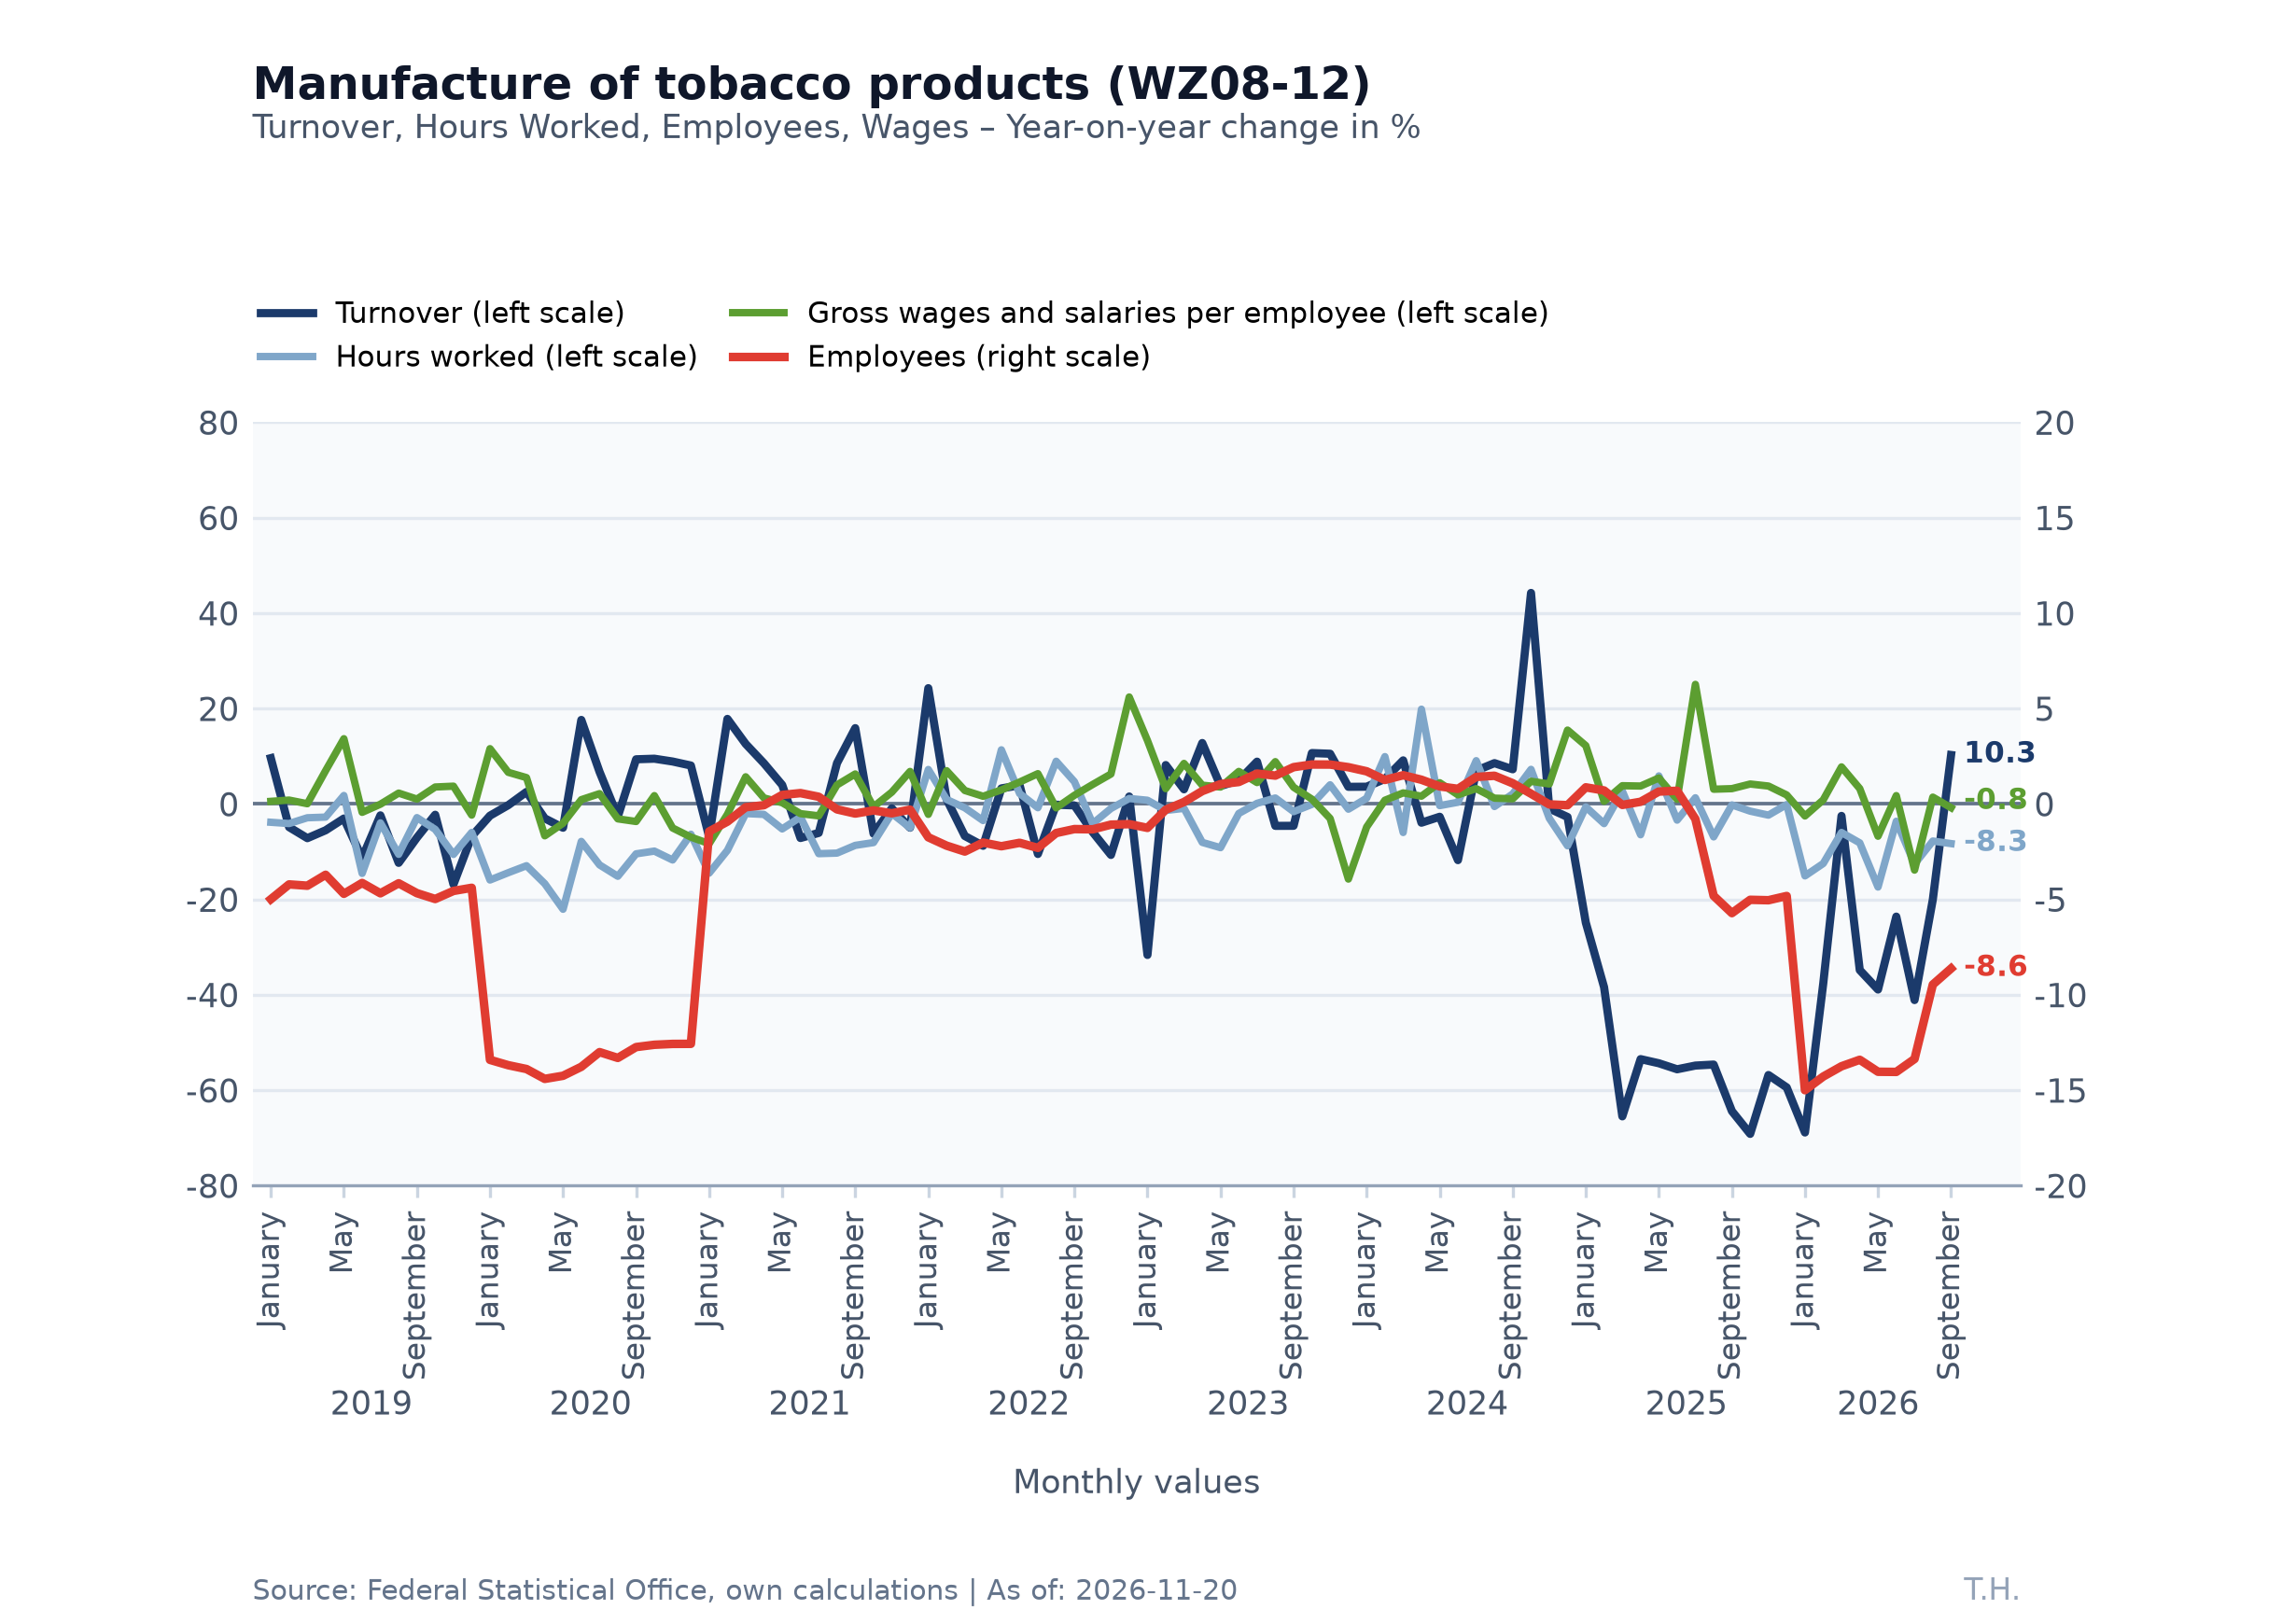 Manufacture of tobacco products (WZ08-12)
Turnover, Hours Worked, Employees, Wages – Year-on-year change in %
Turnover (left scale)
Gross wages and salaries per employee (left scale)
Hours worked (left scale)
Employees (right scale)
80 20
60 15
40 10
20 5
10.3
0 -0.8 0
-8.3
-20 -5
-8.6
-40 -10
-60 -15
-80 -20
January May September January May September January May September January May September January May September January May September January May September January May September
2019 2020 2021 2022 2023 2024 2025 2026
Monthly values
Source: Federal Statistical Office, own calculations | As of: 2026-11-20
T.H.